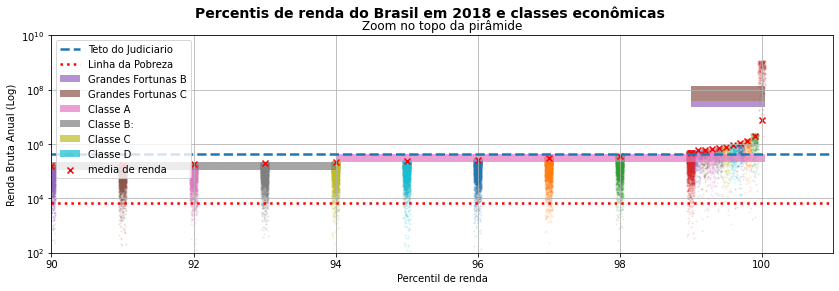 Percentis de renda do Brasil em 2018 e classes econômicas
Zoom no topo da pirâmide
Renda Bruta Anual (Log)
10^10
10^8
10^6
10^4
10^2
Teto do Judiciario
Linha da Pobreza
Grandes Fortunas B
Grandes Fortunas C
Classe A
Classe B:
Classe C
Classe D
media de renda
90
92
94
96
98
100
Percentil de renda